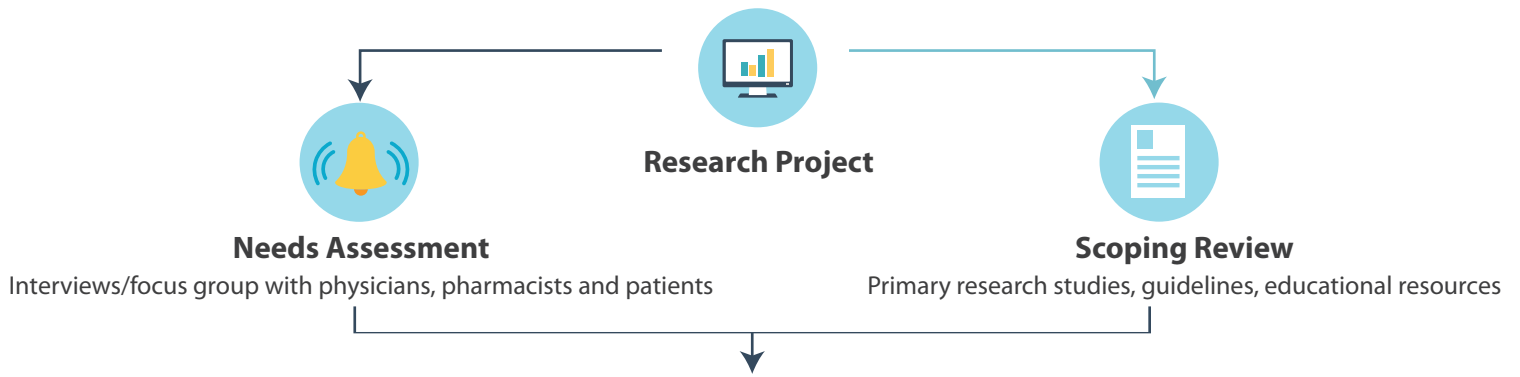 Research Project
Needs Assessment
Interviews/focus group with physicians, pharmacists and patients
Scoping Review
Primary research studies, guidelines, educational resources